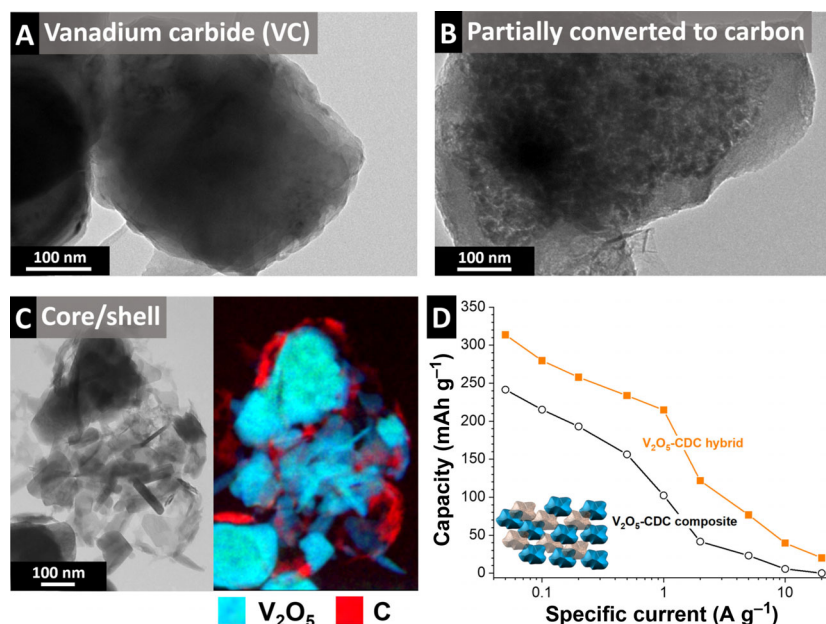 A Vanadium carbide (VC)
100 nm
B Partially converted to carbon
100 nm
C Core/shell
100 nm
V₂O₅ C
D
350
300
250
200
150
100
50
0
Capacity (mAh g⁻¹)
V₂O₅-CDC hybrid
V₂O₅-CDC composite
0.1 1 10
Specific current (A g⁻¹)